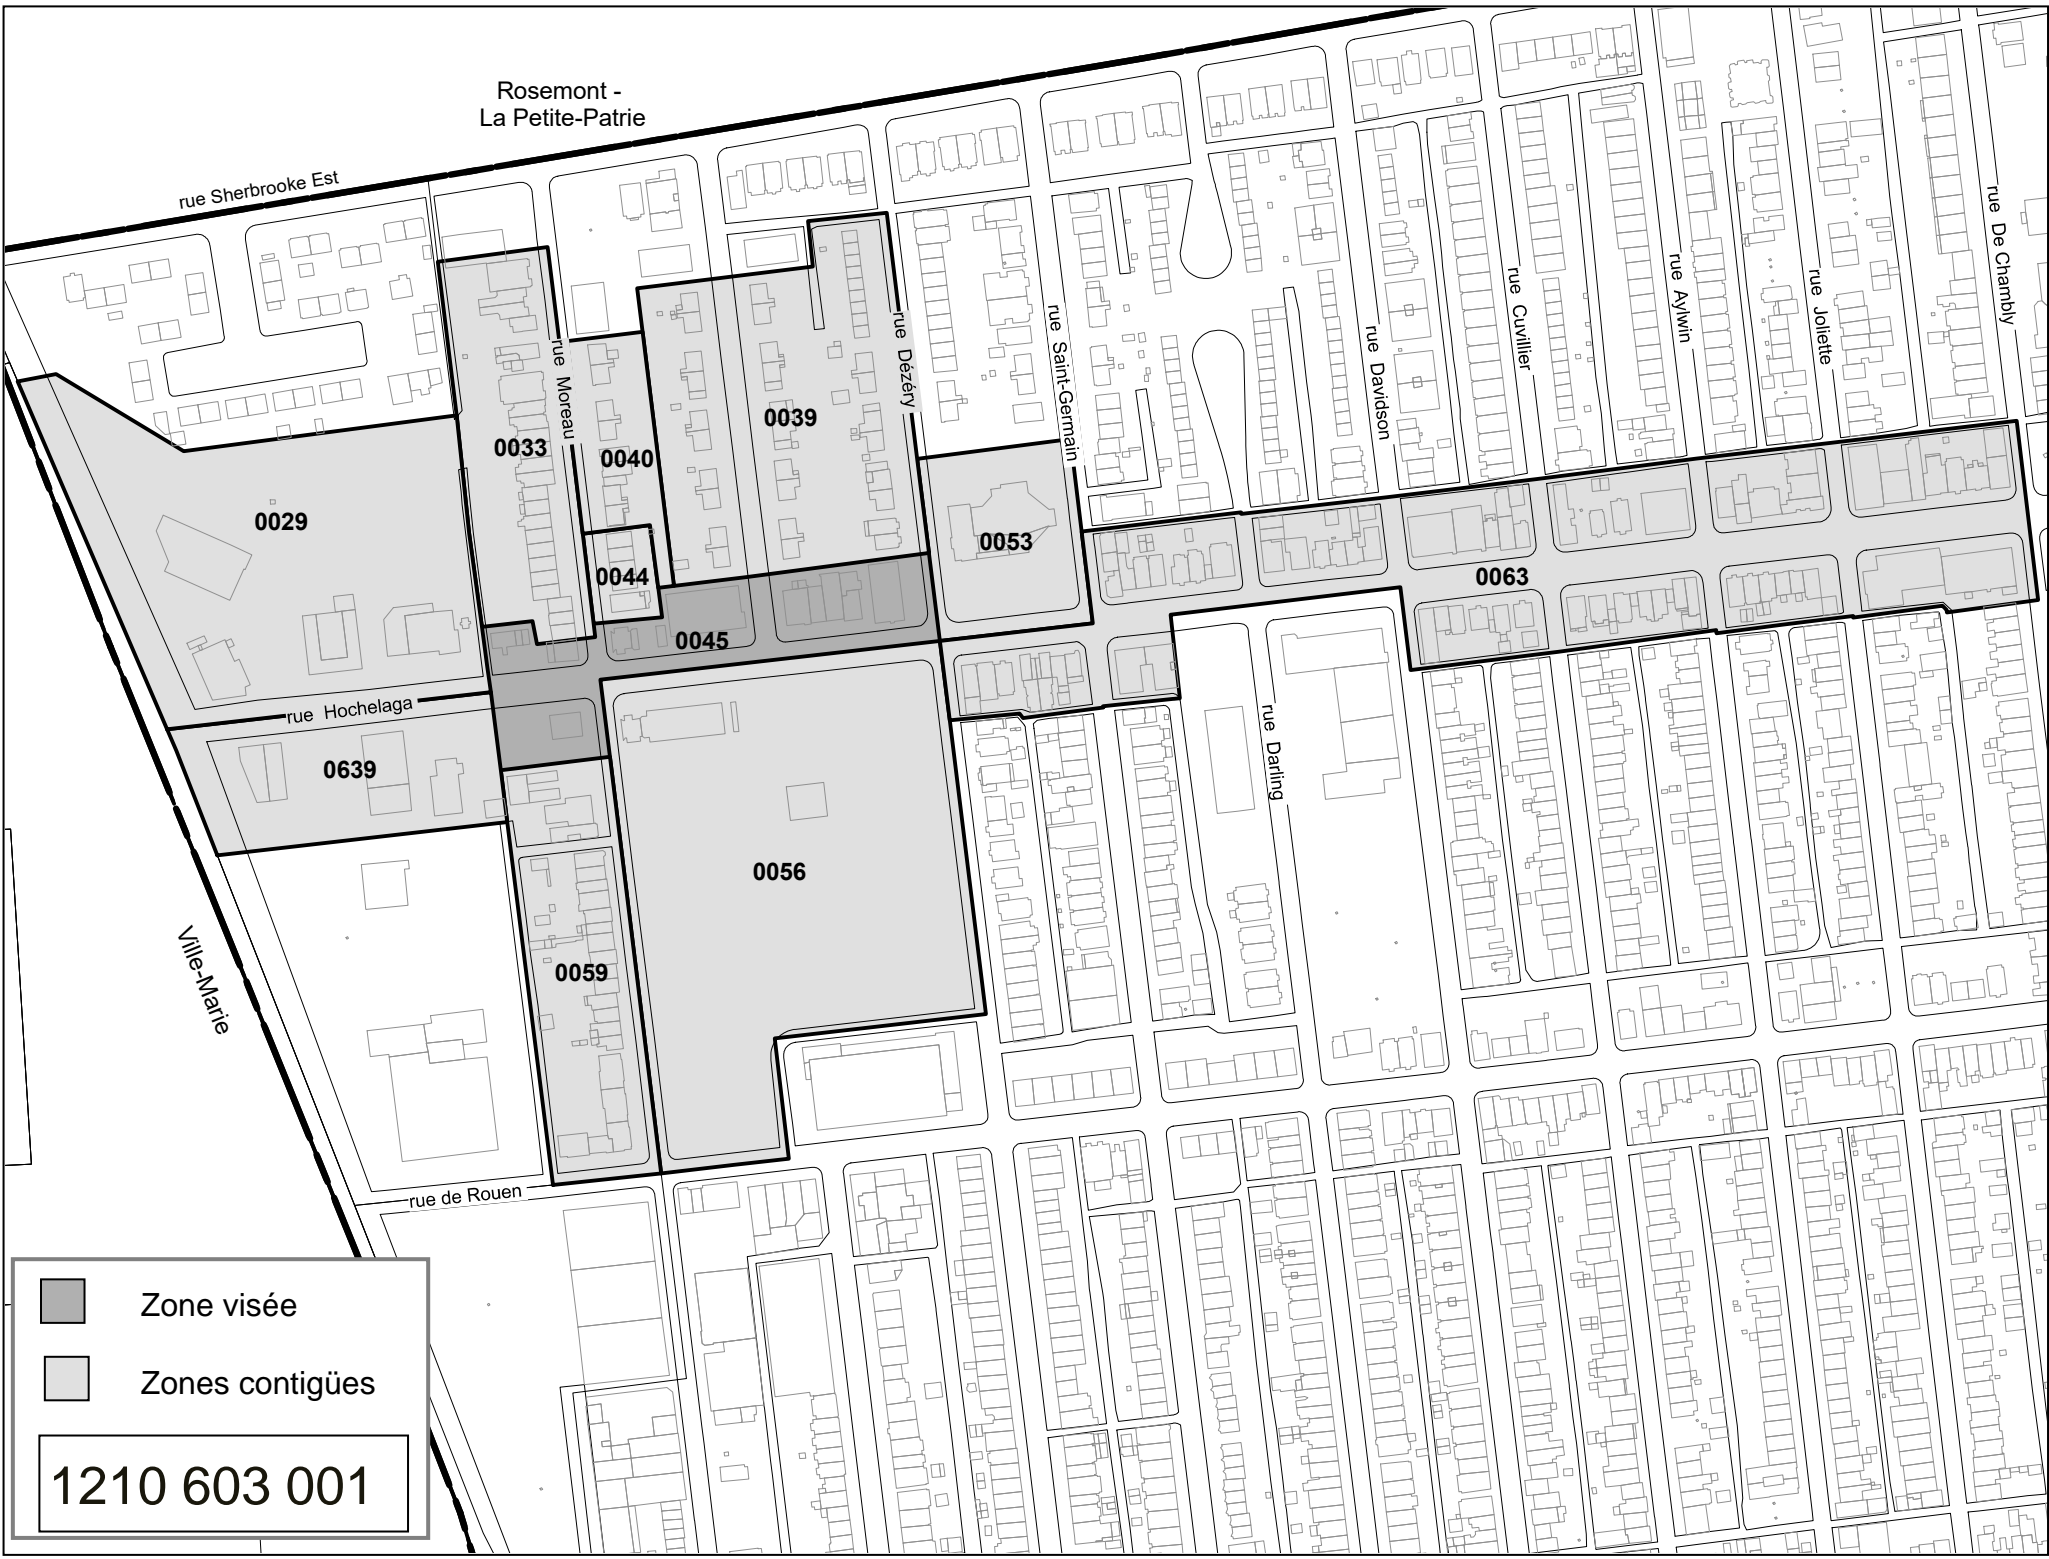 Rosemont -
La Petite-Patrie
rue Sherbrooke Est
rue De Chambly
rue Aylwin
rue Joliette
rue Cuvillier
rue Davidson
rue Saint-Germain
rue Dézéry
rue Moreau
0039
0033
0040
0029
0053
0044
0063
0045
rue Hochelaga
rue Darling
0639
0056
0059
Ville-Marie
rue de Rouen
Zone visée
Zones contigües
1210 603 001